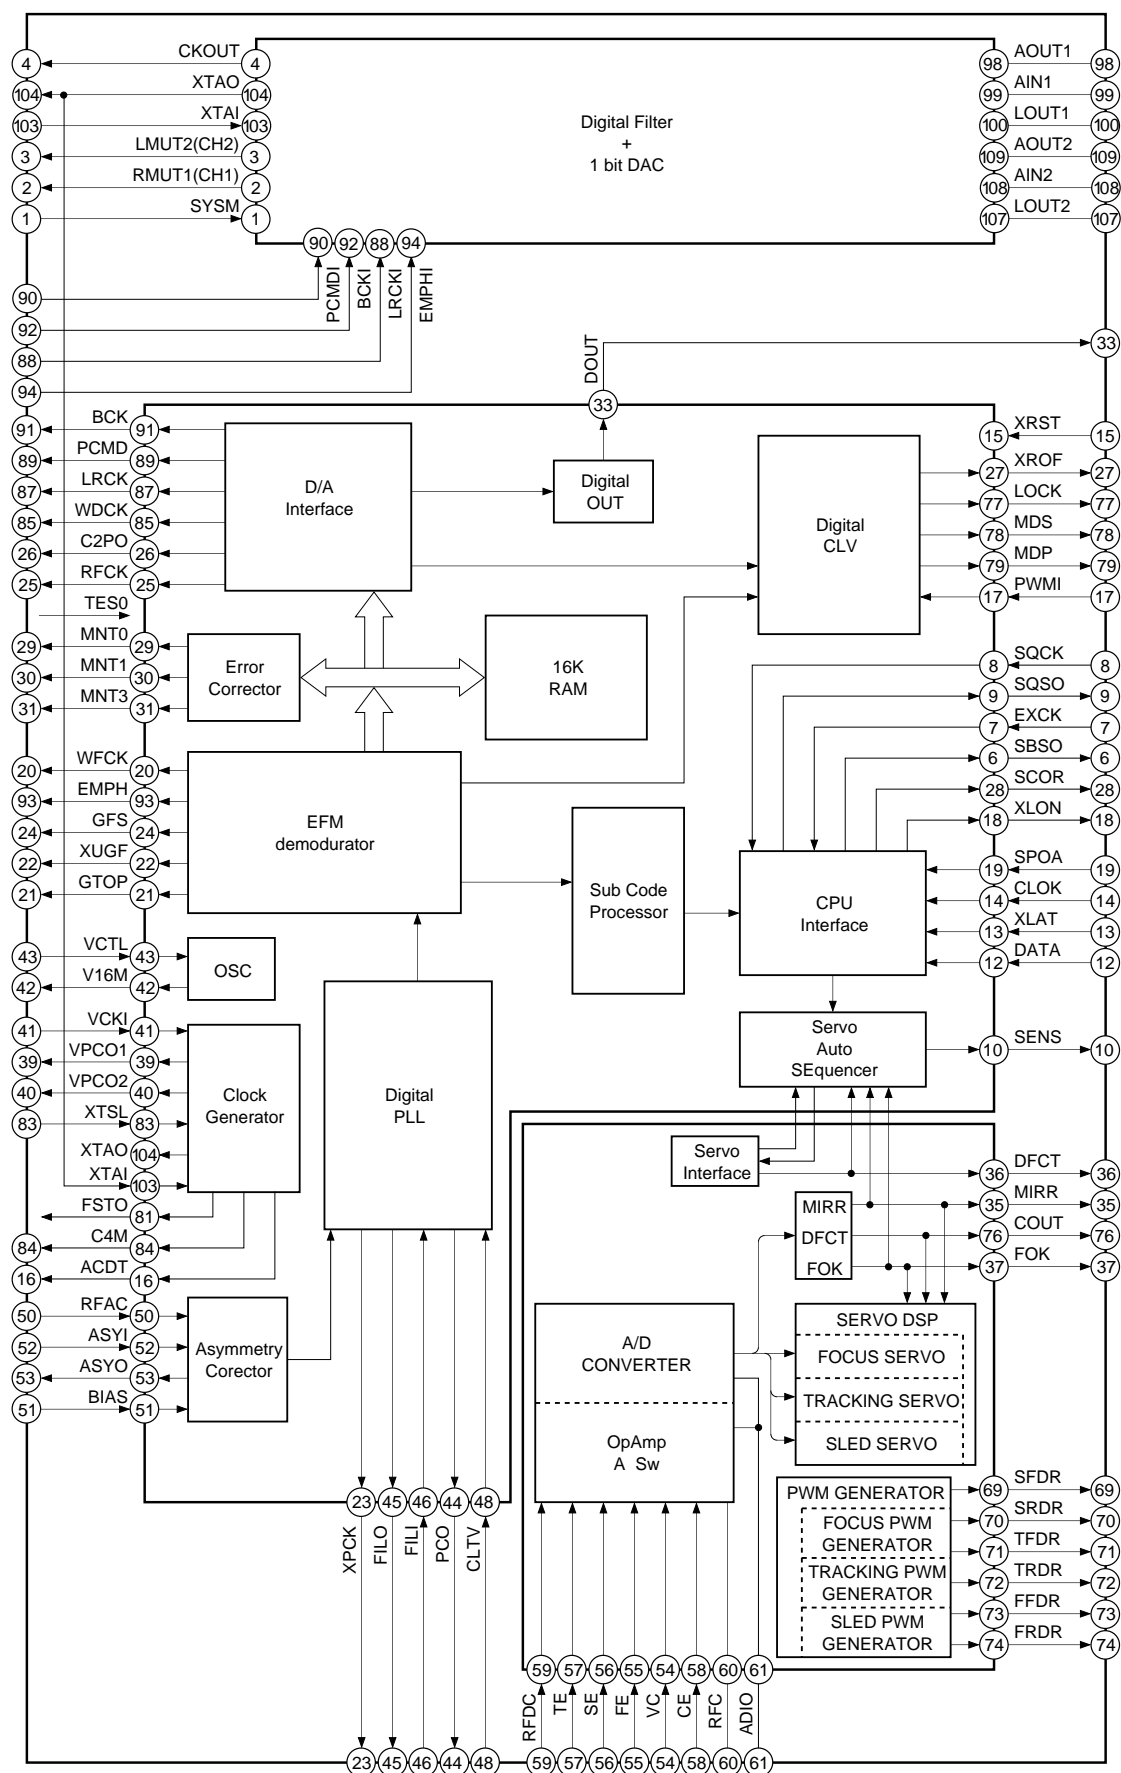 4 CKOUT 4
104 XTAO 104
103 XTAI 103
3 LMUT2(CH2) 3
2 RMUT1(CH1) 2
1 SYSM 1
Digital Filter
+
1 bit DAC
98 AOUT1 98
99 AIN1 99
100 LOUT1 100
109 AOUT2 109
108 AIN2 108
107 LOUT2 107
90 92 88 94
PCMDI
BCKI
LRCKI
EMPHI
90
92
88
94
DOUT
33
33
91 BCK 91
89 PCMD 89
87 LRCK 87
85 WDCK 85
26 C2PO 26
25 RFCK 25
TES0
29 MNT0 29
30 MNT1 30
31 MNT3 31
D/A
Interface
Digital
OUT
Digital
CLV
15 XRST 15
27 XROF 27
77 LOCK 77
78 MDS 78
79 MDP 79
17 PWMI 17
Error
Corrector
16K
RAM
8 SQCK 8
9 SQSO 9
7 EXCK 7
6 SBSO 6
28 SCOR 28
18 XLON 18
20 WFCK 20
93 EMPH 93
24 GFS 24
22 XUGF 22
21 GTOP 21
EFM
demodurator
Sub Code
Processor
CPU
Interface
19 SPOA 19
14 CLOK 14
13 XLAT 13
12 DATA 12
43 VCTL 43
42 V16M 42
OSC
41 VCKI 41
39 VPCO1 39
40 VPCO2 40
83 XTSL 83
XTAO 104
XTAI 103
FSTO 81
84 C4M 84
16 ACDT 16
Clock
Generator
Digital
PLL
Servo
Auto
SEquencer
10 SENS 10
Servo
Interface
36 DFCT 36
MIRR 35 MIRR 35
DFCT 76 COUT 76
FOK 37 FOK 37
50 RFAC 50
52 ASYI 52
53 ASYO 53
51 BIAS 51
Asymmetry
Corector
A/D
CONVERTER
OpAmp
A Sw
SERVO DSP
FOCUS SERVO
TRACKING SERVO
SLED SERVO
PWM GENERATOR
FOCUS PWM
GENERATOR
TRACKING PWM
GENERATOR
SLED PWM
GENERATOR
69 SFDR 69
70 SRDR 70
71 TFDR 71
72 TRDR 72
73 FFDR 73
74 FRDR 74
23 45 46 44 48
XPCK
FILO
FILI
PCO
CLTV
59 57 56 55 54 58 60 61
RFDC
TE
SE
FE
VC
CE
RFC
ADIO
23 45 46 44 48 59 57 56 55 54 58 60 61